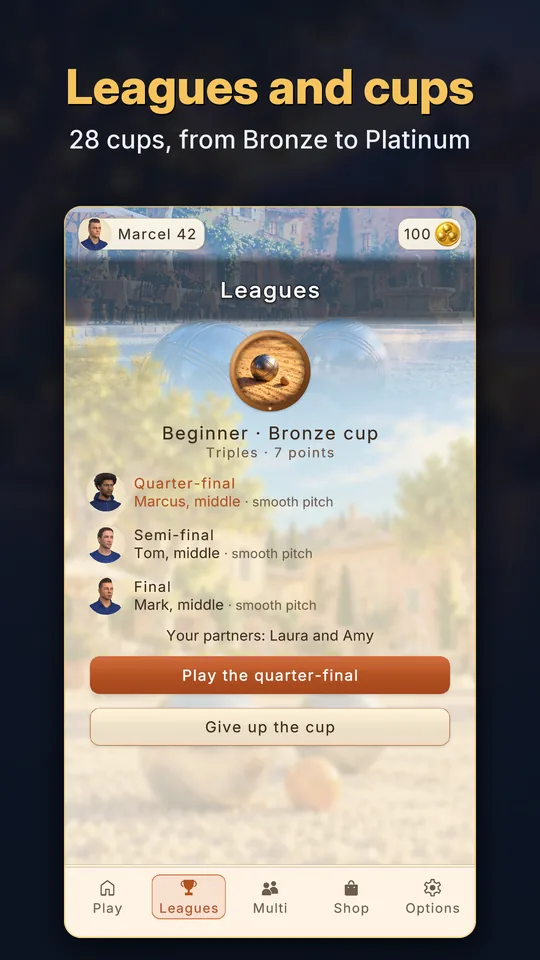 Leagues and cups
28 cups, from Bronze to Platinum
Marcel 42
100
Leagues
Beginner · Bronze cup
Triples · 7 points
Quarter-final
Marcus, middle · smooth pitch
Semi-final
Tom, middle · smooth pitch
Final
Mark, middle · smooth pitch
Your partners: Laura and Amy
Play the quarter-final
Give up the cup
Play
Leagues
Multi
Shop
Options